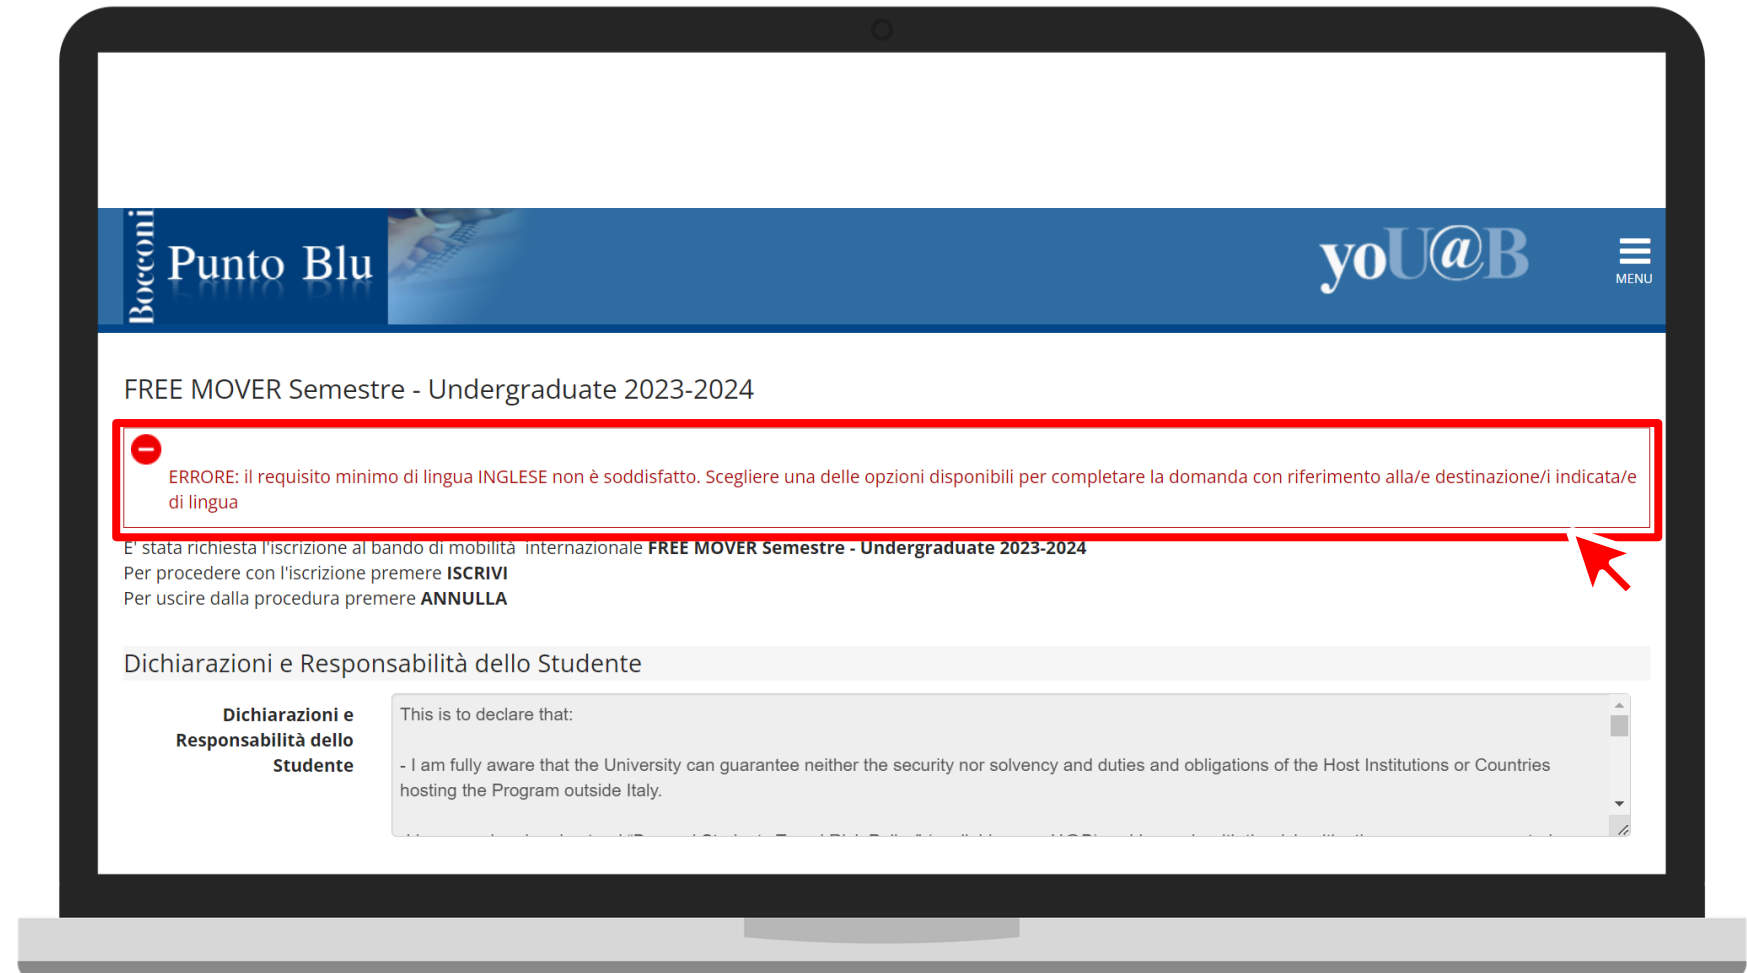 Bocconi
Punto Blu
yoU@B
MENU
FREE MOVER Semestre - Undergraduate 2023-2024
ERRORE: il requisito minimo di lingua INGLESE non è soddisfatto. Scegliere una delle opzioni disponibili per completare la domanda con riferimento alla/e destinazione/i indicata/e
di lingua
E' stata richiesta l'iscrizione al bando di mobilità internazionale FREE MOVER Semestre - Undergraduate 2023-2024
Per procedere con l'iscrizione premere ISCRIVI
Per uscire dalla procedura premere ANNULLA
Dichiarazioni e Responsabilità dello Studente
Dichiarazioni e
Responsabilità dello
Studente
This is to declare that:
- I am fully aware that the University can guarantee neither the security nor solvency and duties and obligations of the Host Institutions or Countries
hosting the Program outside Italy.